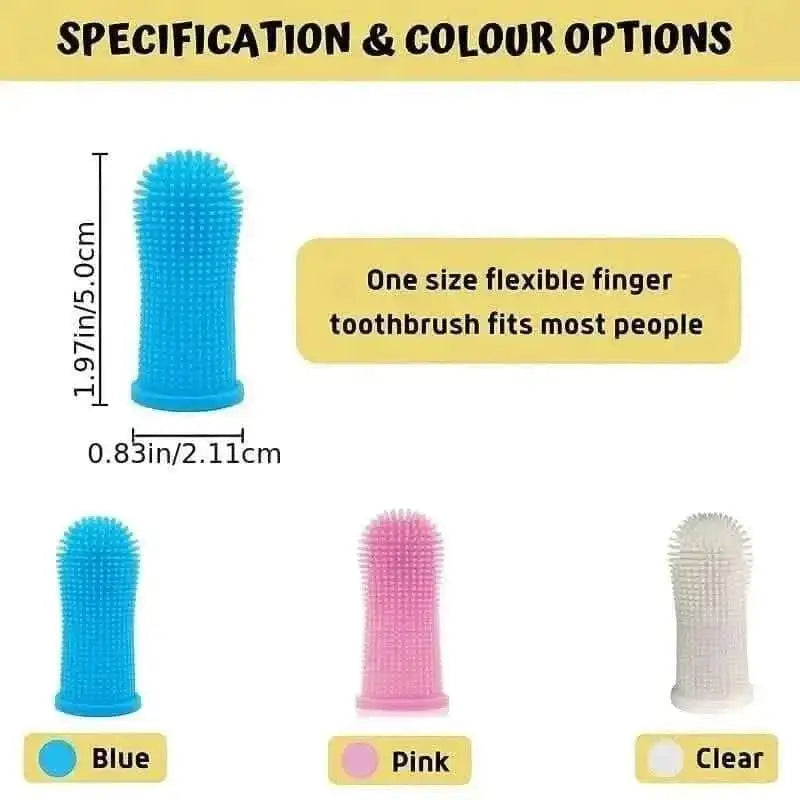 SPECIFICATION & COLOUR OPTIONS
1.97in/5.0cm
One size flexible finger
toothbrush fits most people
0.83in/2.11cm
Blue
Pink
Clear